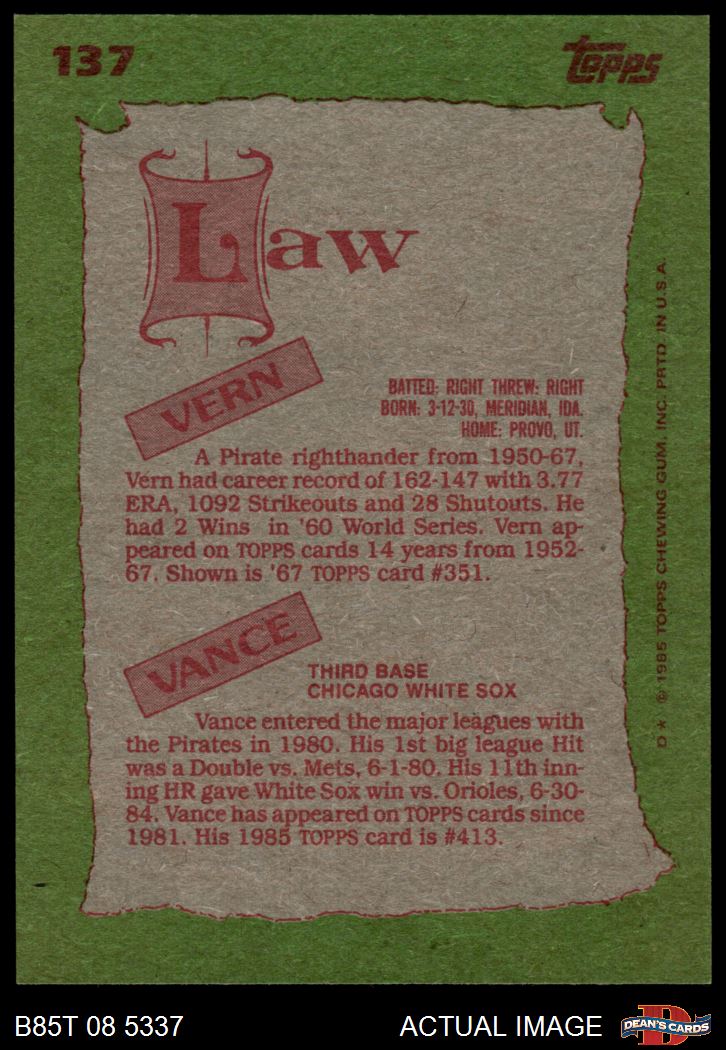 137
TOPPS
Law
VERN
BATTED: RIGHT THREW: RIGHT
BORN: 3-12-30, MERIDIAN, IDA.
HOME: PROVO, UT.
A Pirate righthander from 1950-67,
Vern had career record of 162-147 with 3.77
ERA, 1092 Strikeouts and 28 Shutouts. He
had 2 Wins in '60 World Series. Vern ap-
peared on TOPPS cards 14 years from 1952-
67. Shown is '67 TOPPS card #351.
VANCE
THIRD BASE
CHICAGO WHITE SOX
Vance entered the major leagues with
the Pirates in 1980. His 1st big league Hit
was a Double vs. Mets, 6-1-80. His 11th inn-
ing HR gave White Sox win vs. Orioles, 6-30-
84. Vance has appeared on TOPPS cards since
1981. His 1985 TOPPS card is #413.
D* © 1985 TOPPS CHEWING GUM, INC. PRTD. IN U.S.A.
B85T 08 5337
ACTUAL IMAGE
D
DEAN'S CARDS